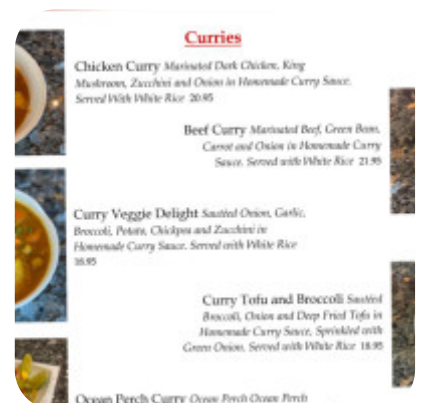 Curries
Chicken Curry Marinated Dark Chicken, King
Mushroom, Zucchini and Onion in Homemade Curry Sauce.
Served With White Rice 20.95
Beef Curry Marinated Beef, Green Bean,
Carrot and Onion in Homemade Curry
Sauce. Served with White Rice 21.95
Curry Veggie Delight Sautéed Onion, Garlic,
Broccoli, Potato, Chickpea and Zucchini in
Homemade Curry Sauce. Served with White Rice
18.95
Curry Tofu and Broccoli Sautéed
Broccoli, Onion and Deep Fried Tofu in
Homemade Curry Sauce, Sprinkled with
Green Onion. Served with White Rice 18.95
Ocean Perch Curry Ocean Perch Ocean Perch